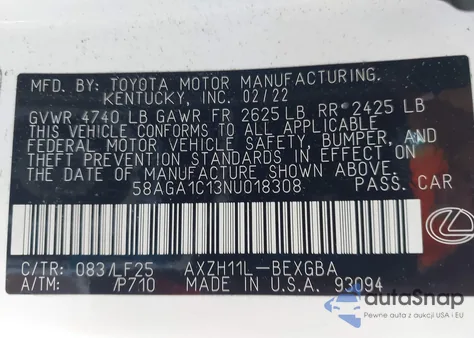 MFD. BY: TOYOTA MOTOR MANUFACTURING.
KENTUCKY, INC. 02/22
GVWR 4740 LB GAWR FR 2625 LB RR 2425 LB
THIS VEHICLE CONFORMS TO ALL APPLICABLE
FEDERAL MOTOR VEHICLE SAFETY, BUMPER, AND
THEFT PREVENTION STANDARDS IN EFFECT ON
THE DATE OF MANUFACTURE SHOWN ABOVE.
58AGA1C13NU018308 PASS. CAR
C/TR: 083/LF25 AXZH11L-BEXGBA
A/TM: /P710 MADE IN U.S.A. 93094
autaSnap
Pewne auta z USA i EU